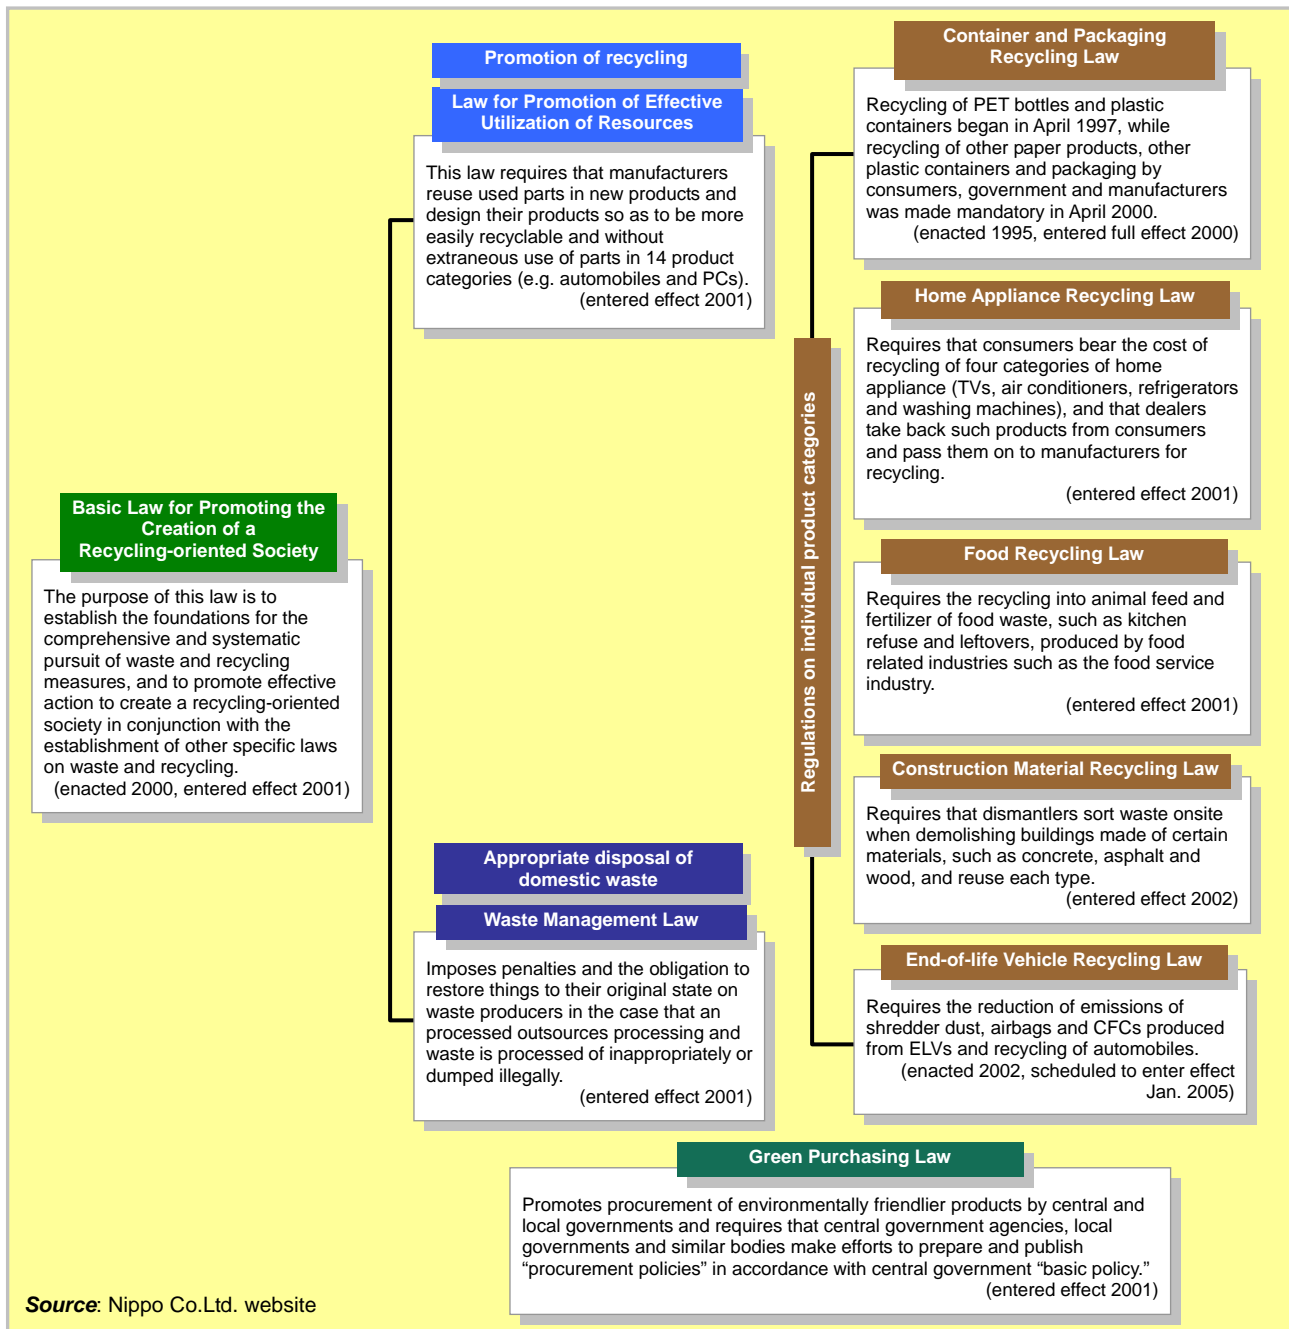 Basic Law for Promoting the
Creation of a
Recycling-oriented Society
The purpose of this law is to
establish the foundations for the
comprehensive and systematic
pursuit of waste and recycling
measures, and to promote effective
action to create a recycling-oriented
society in conjunction with the
establishment of other specific laws
on waste and recycling.
(enacted 2000, entered effect 2001)
Promotion of recycling
Law for Promotion of Effective
Utilization of Resources
This law requires that manufacturers
reuse used parts in new products and
design their products so as to be more
easily recyclable and without
extraneous use of parts in 14 product
categories (e.g. automobiles and PCs).
(entered effect 2001)
Appropriate disposal of
domestic waste
Waste Management Law
Imposes penalties and the obligation to
restore things to their original state on
waste producers in the case that an
processed outsources processing and
waste is processed of inappropriately or
dumped illegally.
(entered effect 2001)
Regulations on individual product categories
Container and Packaging
Recycling Law
Recycling of PET bottles and plastic
containers began in April 1997, while
recycling of other paper products, other
plastic containers and packaging by
consumers, government and manufacturers
was made mandatory in April 2000.
(enacted 1995, entered full effect 2000)
Home Appliance Recycling Law
Requires that consumers bear the cost of
recycling of four categories of home
appliance (TVs, air conditioners, refrigerators
and washing machines), and that dealers
take back such products from consumers
and pass them on to manufacturers for
recycling.
(entered effect 2001)
Food Recycling Law
Requires the recycling into animal feed and
fertilizer of food waste, such as kitchen
refuse and leftovers, produced by food
related industries such as the food service
industry.
(entered effect 2001)
Construction Material Recycling Law
Requires that dismantlers sort waste onsite
when demolishing buildings made of certain
materials, such as concrete, asphalt and
wood, and reuse each type.
(entered effect 2002)
End-of-life Vehicle Recycling Law
Requires the reduction of emissions of
shredder dust, airbags and CFCs produced
from ELVs and recycling of automobiles.
(enacted 2002, scheduled to enter effect
Jan. 2005)
Green Purchasing Law
Promotes procurement of environmentally friendlier products by central and
local governments and requires that central government agencies, local
governments and similar bodies make efforts to prepare and publish
“procurement policies” in accordance with central government “basic policy.”
(entered effect 2001)
Source: Nippo Co.Ltd. website